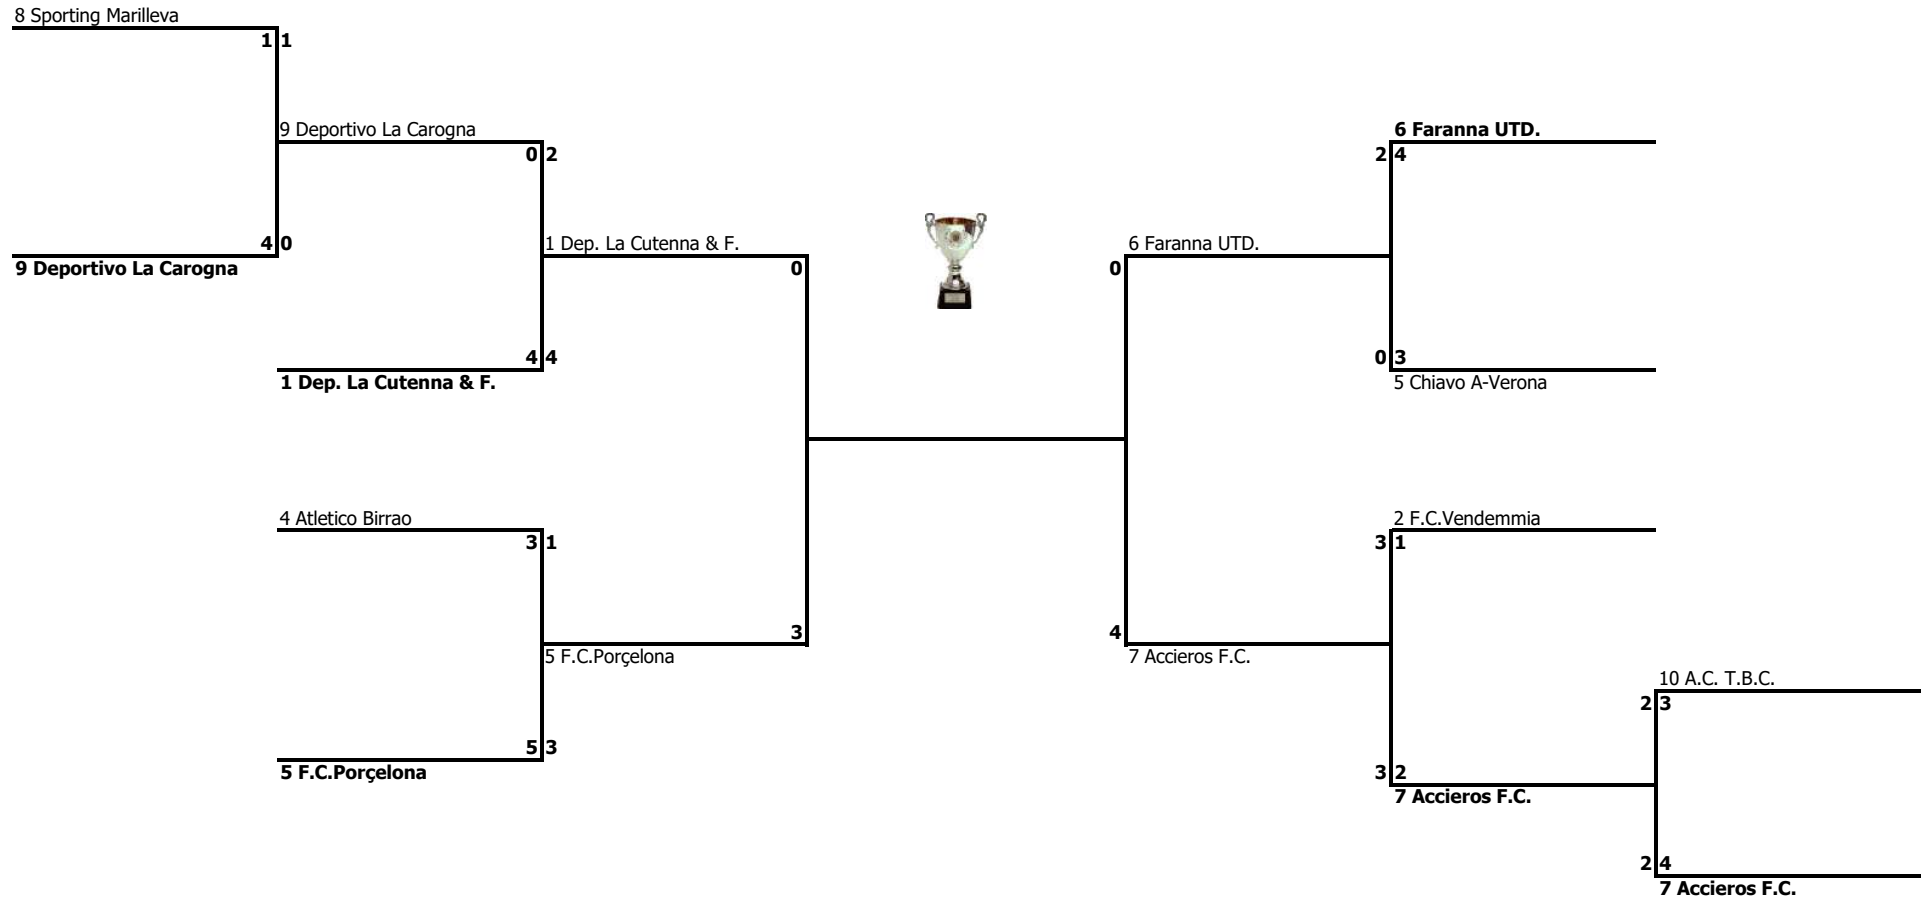 8 Sporting Marilleva
1 1
9 Deportivo La Carogna
6 Faranna UTD.
0 2
2 4
4 0
1 Dep. La Cutenna & F.
6 Faranna UTD.
9 Deportivo La Carogna
0
0
4 4
0 3
1 Dep. La Cutenna & F.
5 Chiavo A-Verona
4 Atletico Birrao
2 F.C.Vendemmia
3 1
3 1
3
4
5 F.C.Porçelona
7 Accieros F.C.
10 A.C. T.B.C.
2 3
5 3
5 F.C.Porçelona
3 2
7 Accieros F.C.
2 4
7 Accieros F.C.